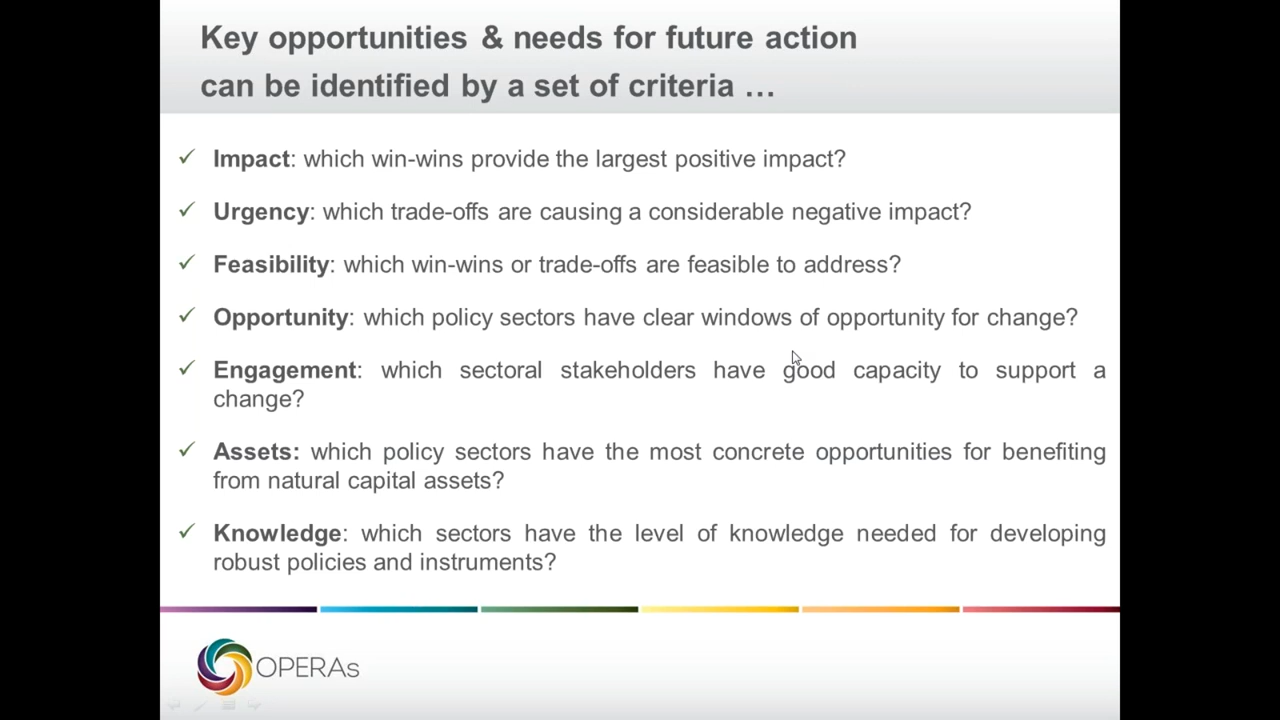 Key opportunities & needs for future action
can be identified by a set of criteria …
Impact: which win-wins provide the largest positive impact?
Urgency: which trade-offs are causing a considerable negative impact?
Feasibility: which win-wins or trade-offs are feasible to address?
Opportunity: which policy sectors have clear windows of opportunity for change?
Engagement: which sectoral stakeholders have good capacity to support a
change?
Assets: which policy sectors have the most concrete opportunities for benefiting
from natural capital assets?
Knowledge: which sectors have the level of knowledge needed for developing
robust policies and instruments?
OPERAs